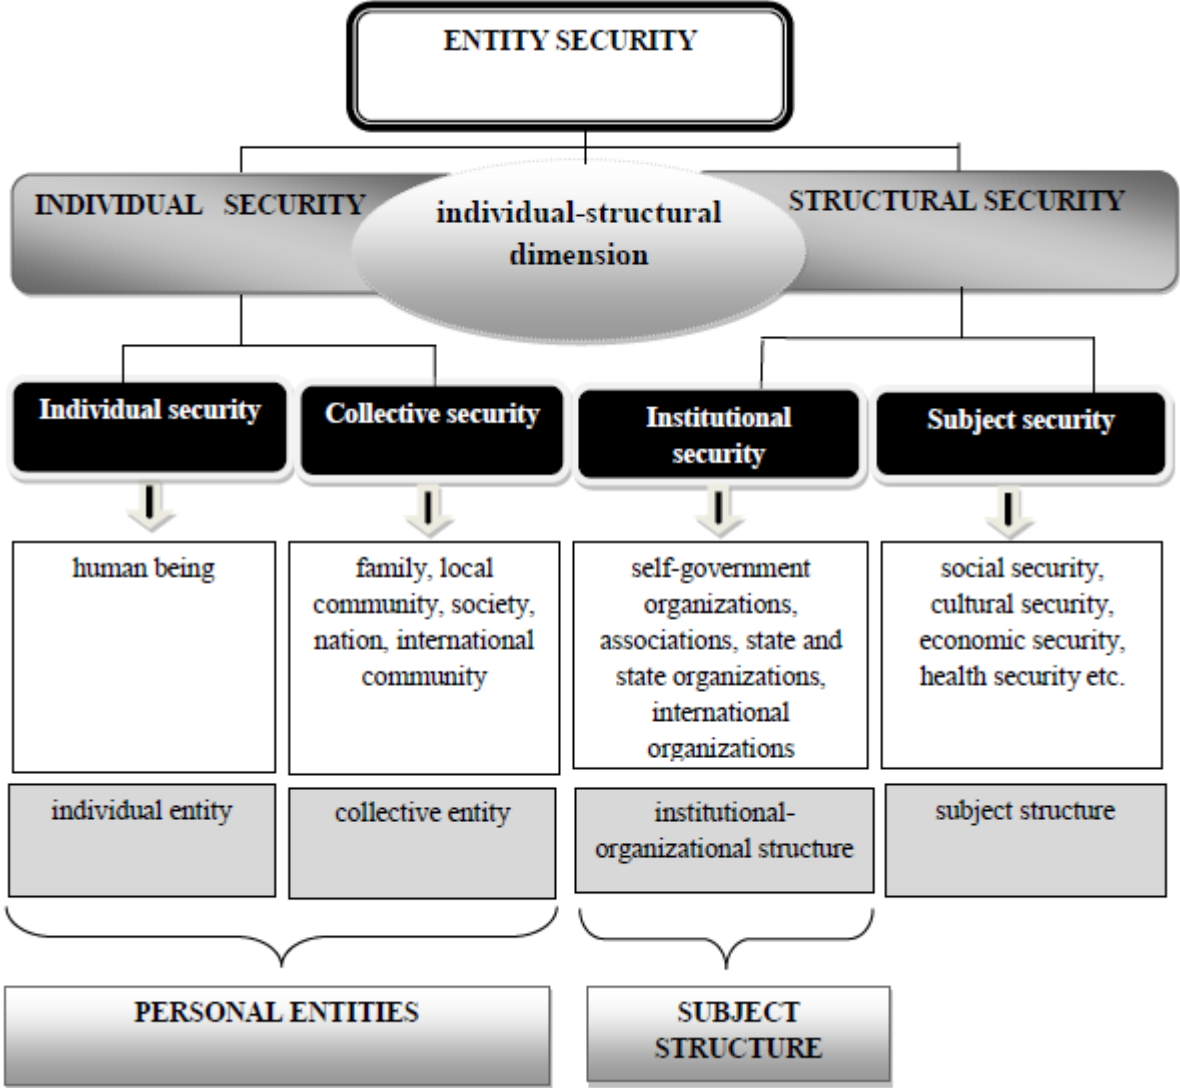 ENTITY SECURITY
INDIVIDUAL SECURITY
individual-structural
dimension
STRUCTURAL SECURITY
Individual security
Collective security
Institutional
security
Subject security
human being
family, local
community, society,
nation, international
community
self-government
organizations,
associations, state and
state organizations,
international
organizations
social security,
cultural security,
economic security,
health security etc.
individual entity
collective entity
institutional-
organizational structure
subject structure
PERSONAL ENTITIES
SUBJECT
STRUCTURE